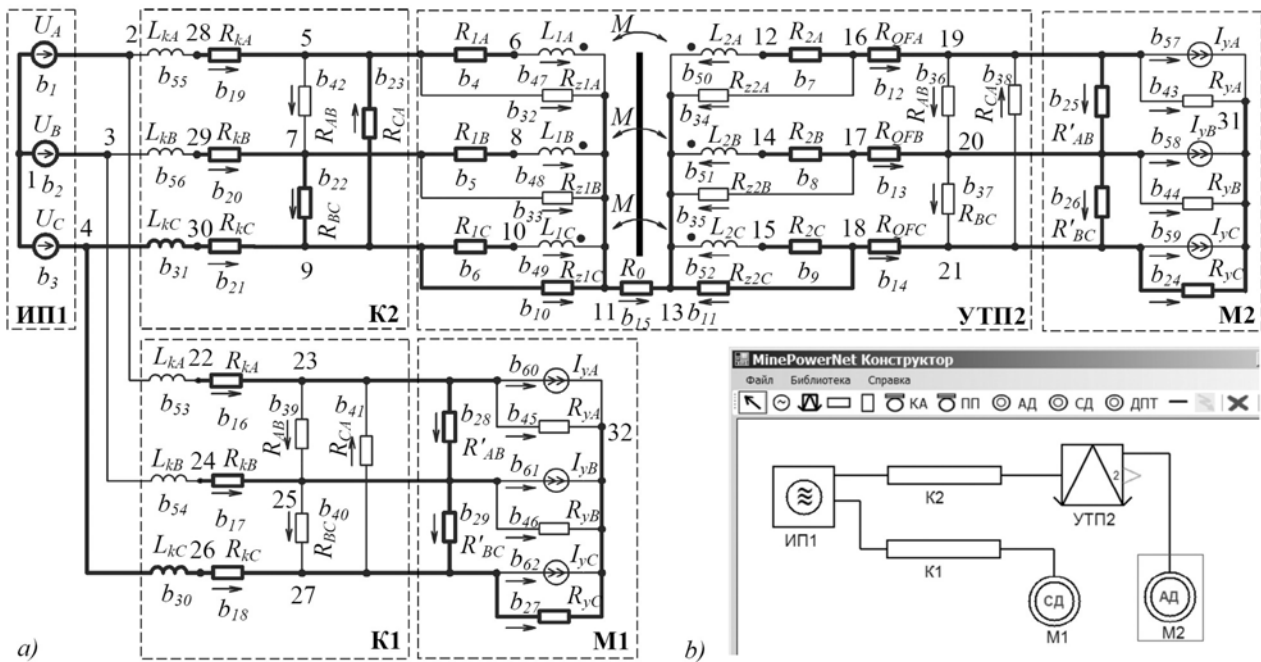 U_A 2 L_kA 28 R_kA 5 R_1A 6 L_1A M L_2A 12 R_2A 16 R_QFA 19 b_57 I_yA
b_1 b_55 b_19 b_42 b_23 b_4 b_47 b_50 b_7 b_12 b_36 b_38 b_43 R_yA
R_AB R_CA R_z1A b_32 R_z2A b_34 R_AB R_CA b_25 R'_AB
U_B 3 L_kB 29 R_kB 7 R_1B 8 L_1B M L_2B 14 R_2B 17 R_QFB 20 b_58 I_yB 31
1 b_2 b_56 b_20 b_22 b_5 b_48 b_51 b_8 b_13 b_37 b_44 R_yB
R_BC R_z1B b_33 R_z2B b_35 R_BC b_26 R'_BC
U_C 4 L_kC 30 R_kC 9 R_1C 10 L_1C M L_2C 15 R_2C 18 R_QFC 21 b_59 I_yC
b_3 b_31 b_21 b_6 b_49 R_0 b_52 b_9 b_14 b_24 R_yC
R_z1C b_10 11 b_15 13 b_11 R_z2C
ИП1 К2 УТП2 М2
L_kA 22 R_kA 23 b_60 I_yA
b_53 b_16 b_39 b_41 b_28 b_45 R_yA
R_AB R_CA R'_AB 32
L_kB 24 R_kB 25 b_61 I_yB
b_54 b_17 b_40 b_29 b_46 R_yB
R_BC R'_BC
L_kC 26 R_kC 27 b_62 I_yC
b_30 b_18 b_27 R_yC
a) К1 М1
MinePowerNet Конструктор
Файл Библиотека Справка
КА ПП АД СД ДПТ
ИП1 К2 2 УТП2
К1 СД АД
М1 М2
b)